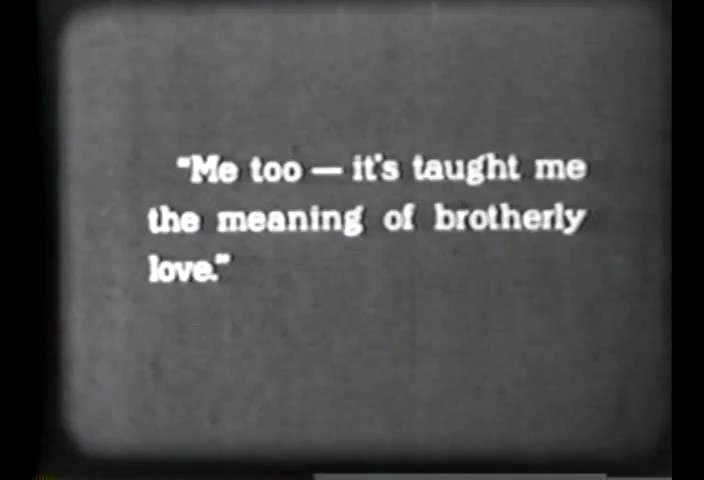 "Me too — it's taught me
the meaning of brotherly
love."